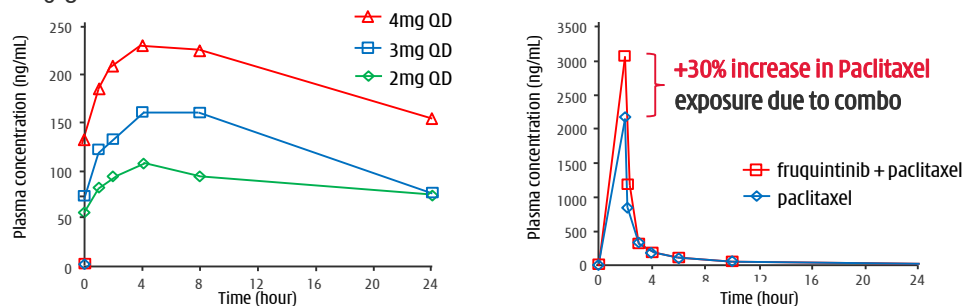 250
200
150
100
50
0
0
4
8
12
16
20
24
Plasma concentration (ng/mL)
Time (hour)
4mg QD
3mg QD
2mg QD
3500
3000
2500
2000
1500
1000
500
0
0
4
8
12
16
20
24
Plasma concentration (ng/mL)
Time (hour)
+30% increase in Paclitaxel
exposure due to combo
fruquintinib + paclitaxel
paclitaxel